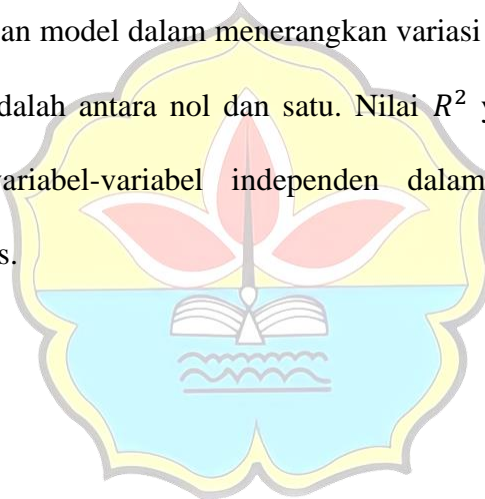 an model dalam menerangkan variasi
dalah antara nol dan satu. Nilai R²
variabel-variabel independen dalam
s.